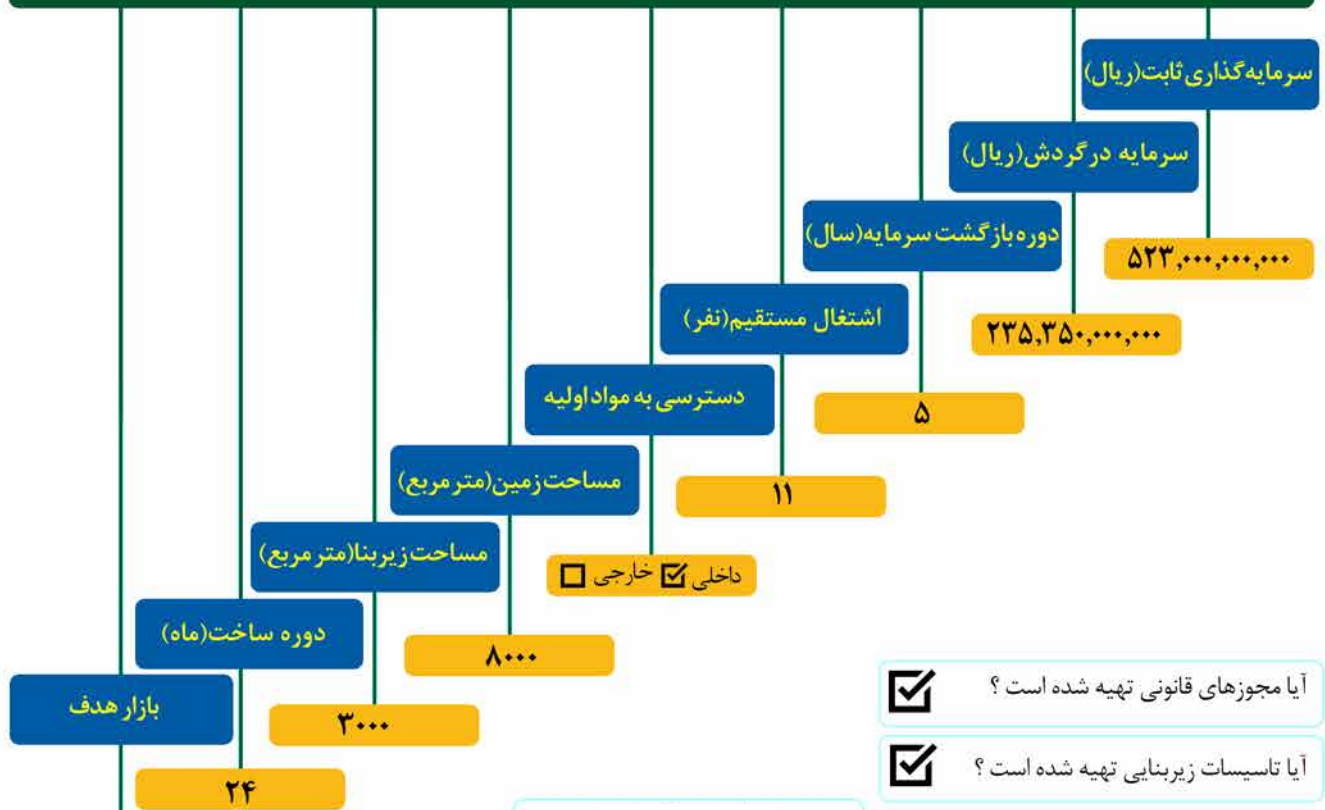 سرمایه‌گذاری ثابت(ریال)
۵۲۳,۰۰۰,۰۰۰,۰۰۰
سرمایه در گردش(ریال)
۲۳۵,۳۵۰,۰۰۰,۰۰۰
دوره بازگشت سرمایه(سال)
۵
اشتغال مستقیم(نفر)
۱۱
دسترسی به مواد اولیه
داخلی ☑ خارجی ☐
مساحت زمین(متر مربع)
۸۰۰۰
مساحت زیربنا(متر مربع)
۳۰۰۰
دوره ساخت(ماه)
۲۴
بازار هدف
آیا مجوزهای قانونی تهیه شده است ؟ ☑
آیا تاسیسات زیربنایی تهیه شده است ؟ ☑